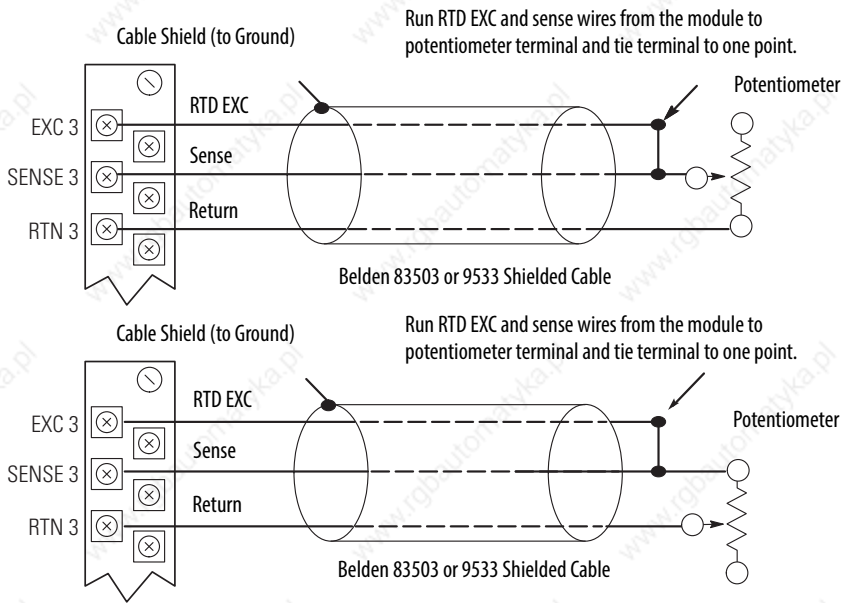 Run RTD EXC and sense wires from the module to
potentiometer terminal and tie terminal to one point.
Cable Shield (to Ground)
Potentiometer
RTD EXC
EXC 3
Sense
SENSE 3
Return
RTN 3
Belden 83503 or 9533 Shielded Cable
Run RTD EXC and sense wires from the module to
potentiometer terminal and tie terminal to one point.
Cable Shield (to Ground)
RTD EXC
Potentiometer
EXC 3
Sense
SENSE 3
Return
RTN 3
Belden 83503 or 9533 Shielded Cable
www.rgbautomatyka.pl